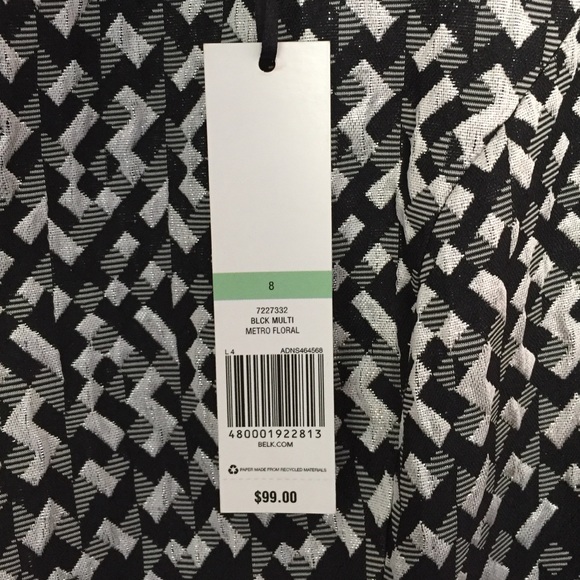 8
7227332
BLCK MULTI
METRO FLORAL
L 4 ADNS464568
480001922813
BELK.COM
PAPER MADE FROM RECYCLED MATERIALS
$99.00